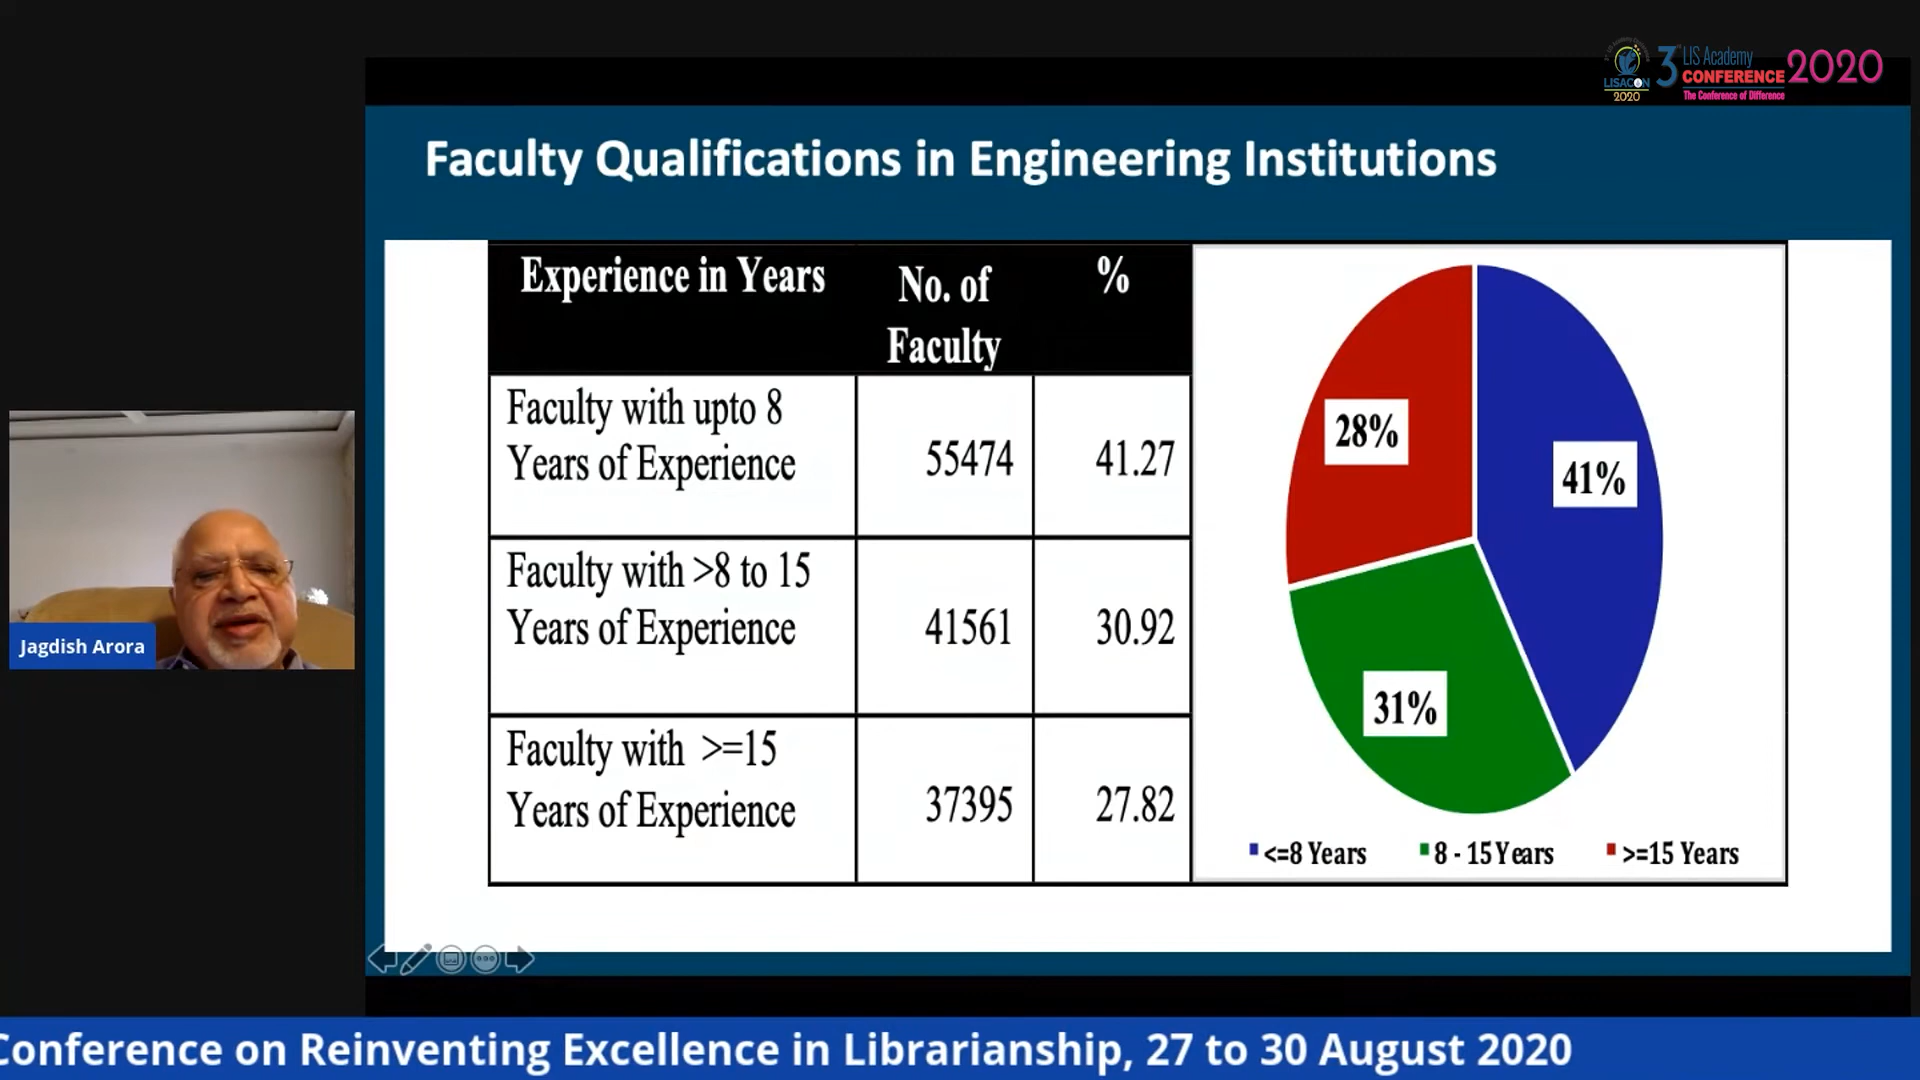 LISACON
2020
3rd LIS Academy
CONFERENCE 2020
The Conference of Difference
Faculty Qualifications in Engineering Institutions
Experience in Years
No. of
Faculty
%
Faculty with upto 8
Years of Experience
55474
41.27
Faculty with >8 to 15
Years of Experience
41561
30.92
Faculty with >=15
Years of Experience
37395
27.82
28%
41%
31%
<=8 Years
8 - 15 Years
>=15 Years
Jagdish Arora
Conference on Reinventing Excellence in Librarianship, 27 to 30 August 2020